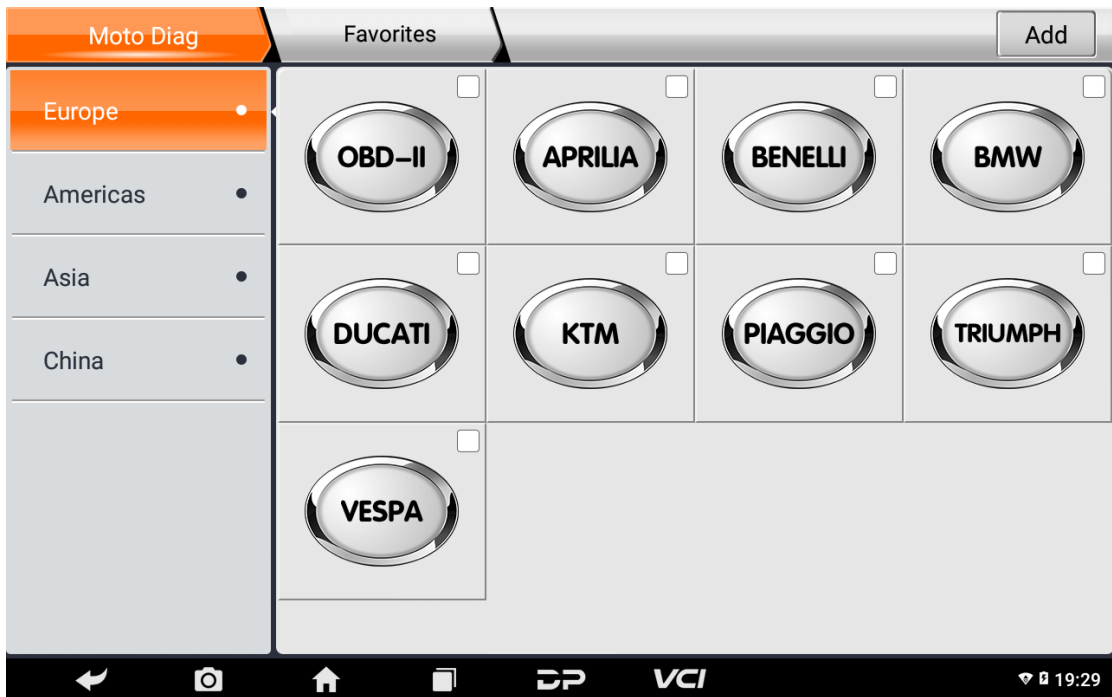 Moto Diag
Favorites
Add
Europe
Americas
Asia
China
OBD-II
APRILIA
BENELLI
BMW
DUCATI
KTM
PIAGGIO
TRIUMPH
VESPA
DP
VCI
19:29